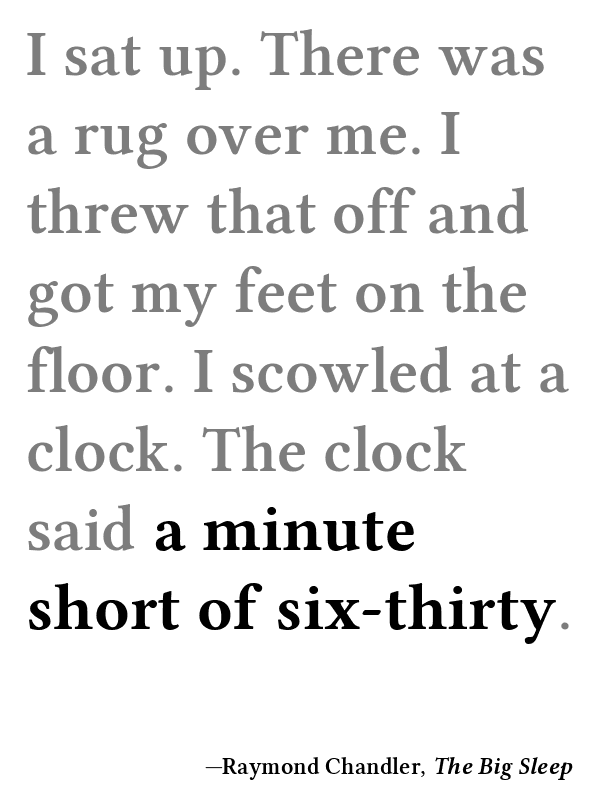 I sat up. There was
a rug over me. I
threw that off and
got my feet on the
floor. I scowled at a
clock. The clock
said a minute
short of six-thirty.
—Raymond Chandler, The Big Sleep